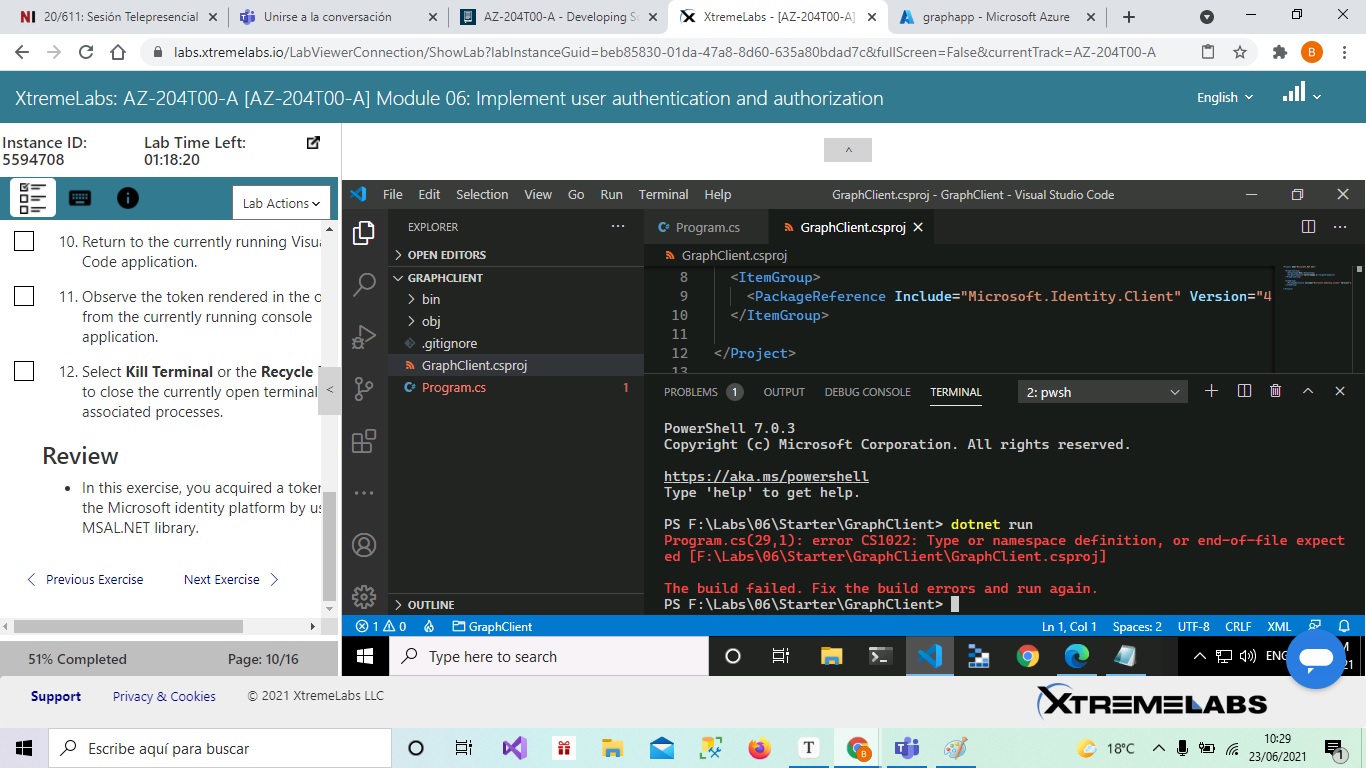 20/611: Sesión Telepresencial
Unirse a la conversación
AZ-204T00-A - Developing So
XtremeLabs - [AZ-204T00-A]
graphapp - Microsoft Azure
labs.xtremelabs.io/LabViewerConnection/ShowLab?labInstanceGuid=beb85830-01da-47a8-8d60-635a80bdad7c&fullScreen=False&currentTrack=AZ-204T00-A
B
XtremeLabs: AZ-204T00-A [AZ-204T00-A] Module 06: Implement user authentication and authorization
English
Instance ID:
5594708
Lab Time Left:
01:18:20
Lab Actions
10. Return to the currently running Visu
Code application.
11. Observe the token rendered in the o
from the currently running console
application.
12. Select Kill Terminal or the Recycle
to close the currently open terminal
associated processes.
Review
In this exercise, you acquired a token
the Microsoft identity platform by us
MSAL.NET library.
Previous Exercise
Next Exercise
51% Completed
Page: 10/16
File Edit Selection View Go Run Terminal Help
GraphClient.csproj - GraphClient - Visual Studio Code
EXPLORER
OPEN EDITORS
GRAPHCLIENT
bin
obj
.gitignore
GraphClient.csproj
Program.cs 1
OUTLINE
Program.cs
GraphClient.csproj
GraphClient.csproj
8 <ItemGroup>
9 <PackageReference Include="Microsoft.Identity.Client" Version="4
10 </ItemGroup>
11
12 </Project>
13
PROBLEMS 1 OUTPUT DEBUG CONSOLE TERMINAL
2: pwsh
PowerShell 7.0.3
Copyright (c) Microsoft Corporation. All rights reserved.
https://aka.ms/powershell
Type 'help' to get help.
PS F:\Labs\06\Starter\GraphClient> dotnet run
Program.cs(29,1): error CS1022: Type or namespace definition, or end-of-file expect
ed [F:\Labs\06\Starter\GraphClient\GraphClient.csproj]
The build failed. Fix the build errors and run again.
PS F:\Labs\06\Starter\GraphClient>
1 0 GraphClient
Ln 1, Col 1 Spaces: 2 UTF-8 CRLF XML
Type here to search
ENG
Support
Privacy & Cookies
© 2021 XtremeLabs LLC
XTREMELABS
Escribe aquí para buscar
T
B
18°C
10:29
23/06/2021
1